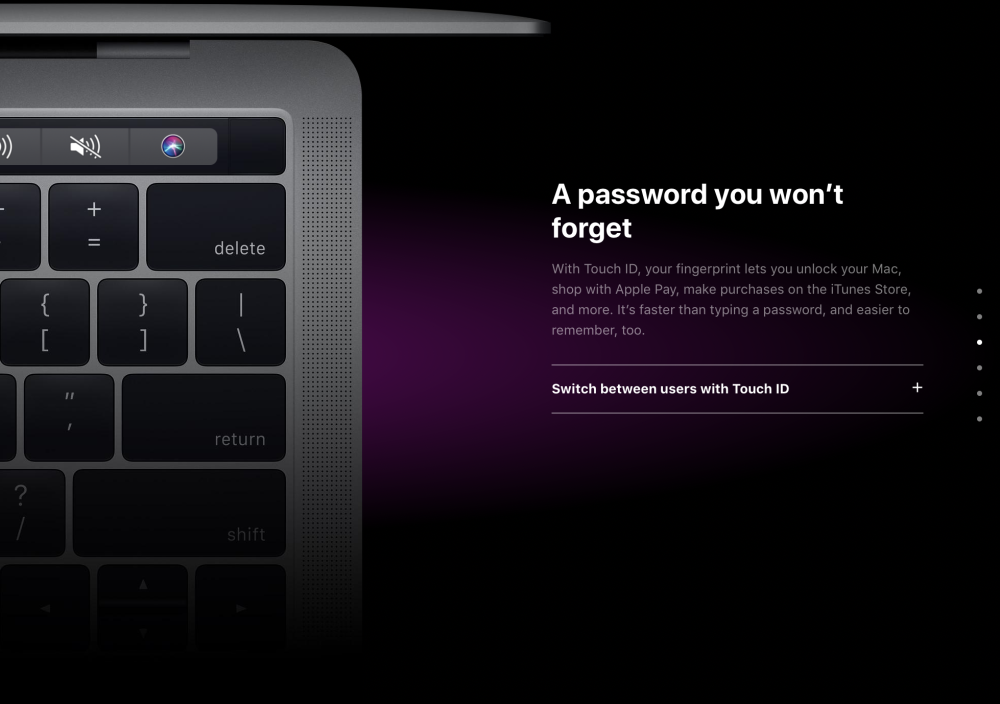 +
=
delete
{
[
}
]
|
\
"
'
return
?
/
shift
A password you won't
forget
With Touch ID, your fingerprint lets you unlock your Mac,
shop with Apple Pay, make purchases on the iTunes Store,
and more. It's faster than typing a password, and easier to
remember, too.
Switch between users with Touch ID +